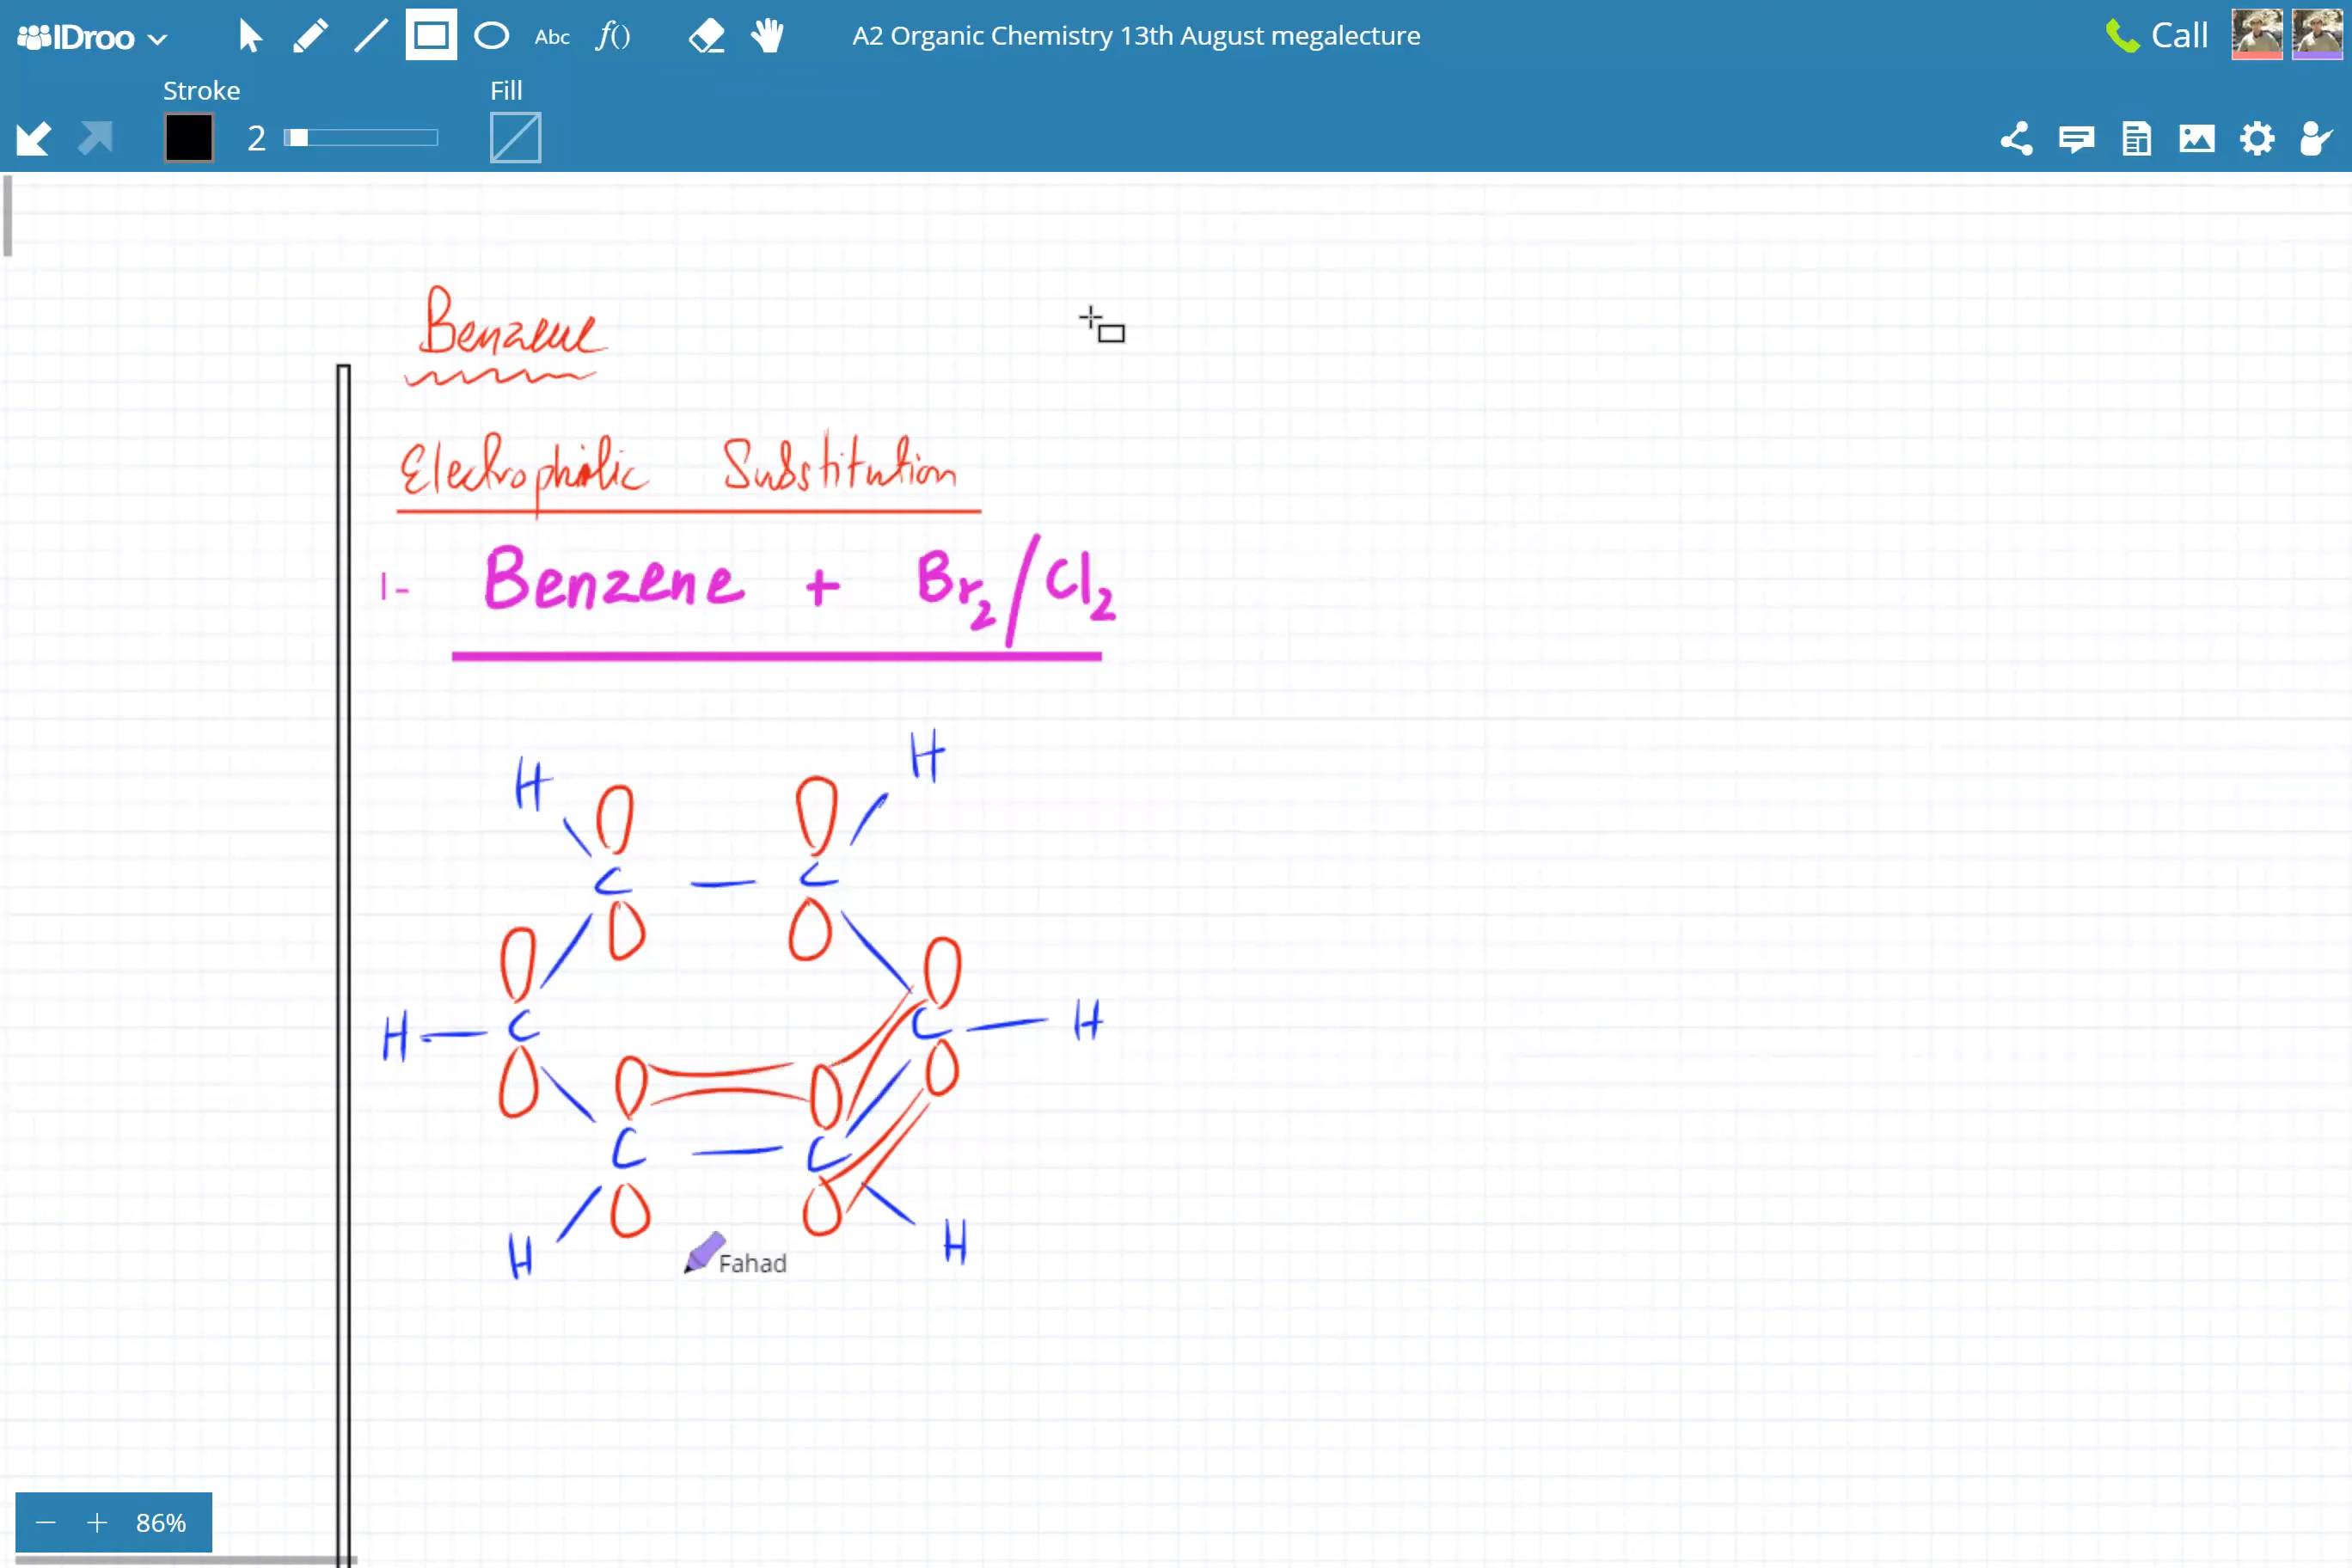 IDroo
Abc
f()
A2 Organic Chemistry 13th August megalecture
Call
Stroke
Fill
2
Benzene
Electrophilic Substitution
1- Benzene + Br2/Cl2
H
H
C
C
H
C
C
H
C
C
H
H
Fahad
86%